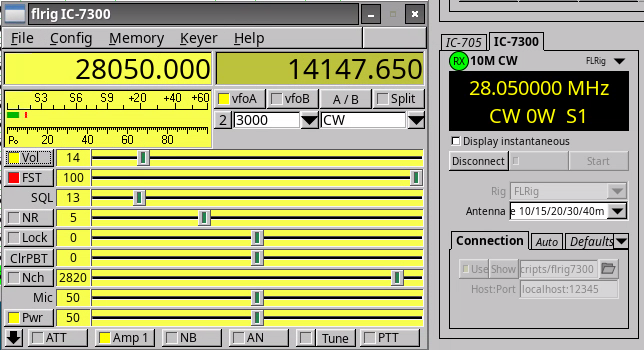 flrig IC-7300
File Config Memory Keyer Help
28050.000 14147.650
S3 S6 S9 +20 +40 +60
Po 20 40 60 80
vfoA vfoB A / B Split
2 3000 CW
Vol 14
FST 100
SQL 13
NR 5
Lock 0
ClrPBT 0
Nch 2820
Mic 50
Pwr 50
ATT Amp 1 NB AN Tune PTT
IC-705 IC-7300
RX 10M CW FLRig
28.050000 MHz
CW 0W S1
Display instantaneous
Disconnect Start
Rig FLRig
Antenna e 10/15/20/30/40m
Connection Auto Defaults
Use Show cripts/flrig7300
Host:Port localhost:12345